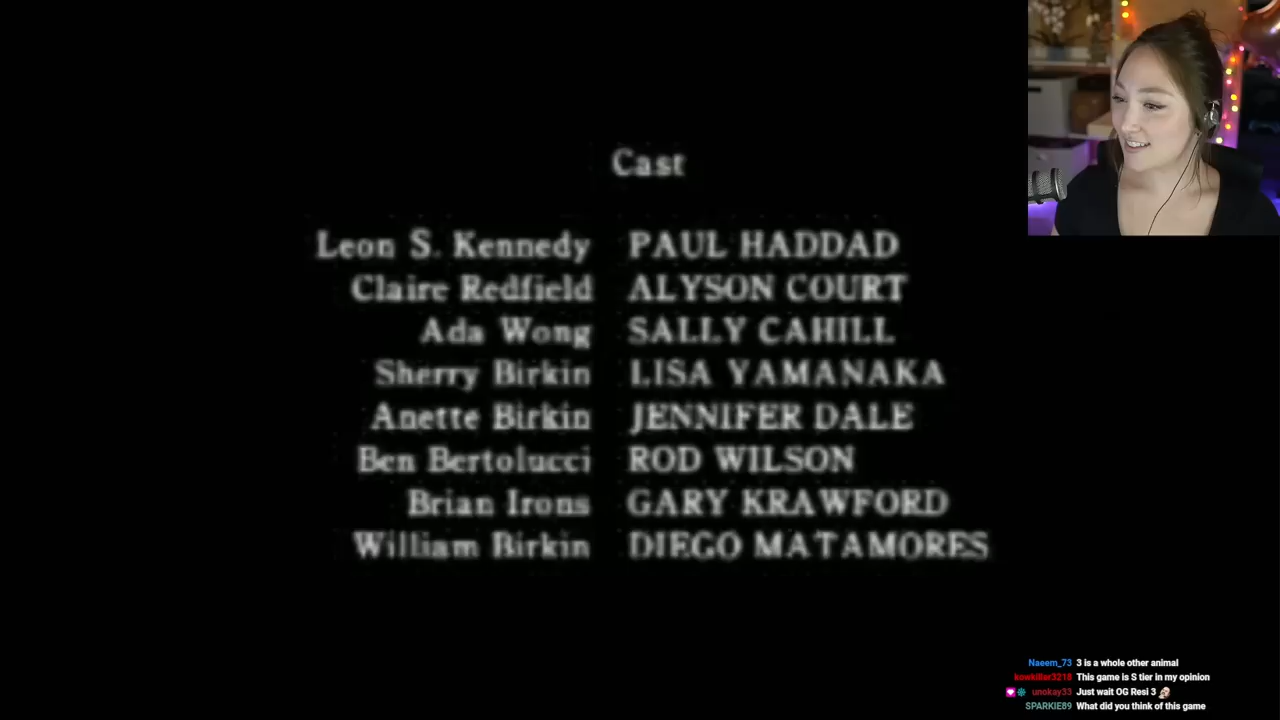 Cast
Leon S. Kennedy PAUL HADDAD
Claire Redfield ALYSON COURT
Ada Wong SALLY CAHILL
Sherry Birkin LISA YAMANAKA
Anette Birkin JENNIFER DALE
Ben Bertolucci ROD WILSON
Brian Irons GARY KRAWFORD
William Birkin DIEGO MATAMORES
Naeem_73 3 is a whole other animal
kowkiller3218 This game is S tier in my opinion
unokay33 Just wait OG Resi 3
SPARKIE89 What did you think of this game